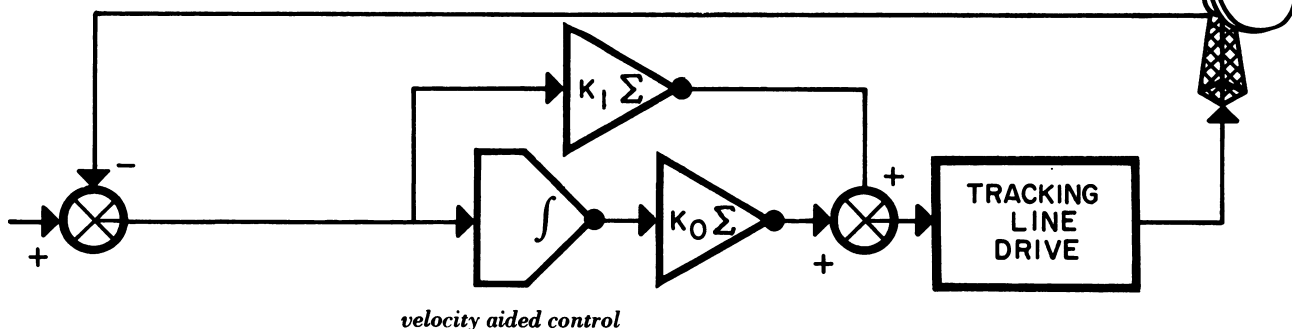 −
K₁ Σ
+
TRACKING
LINE
DRIVE
∫
K₀ Σ
+
+
velocity aided control